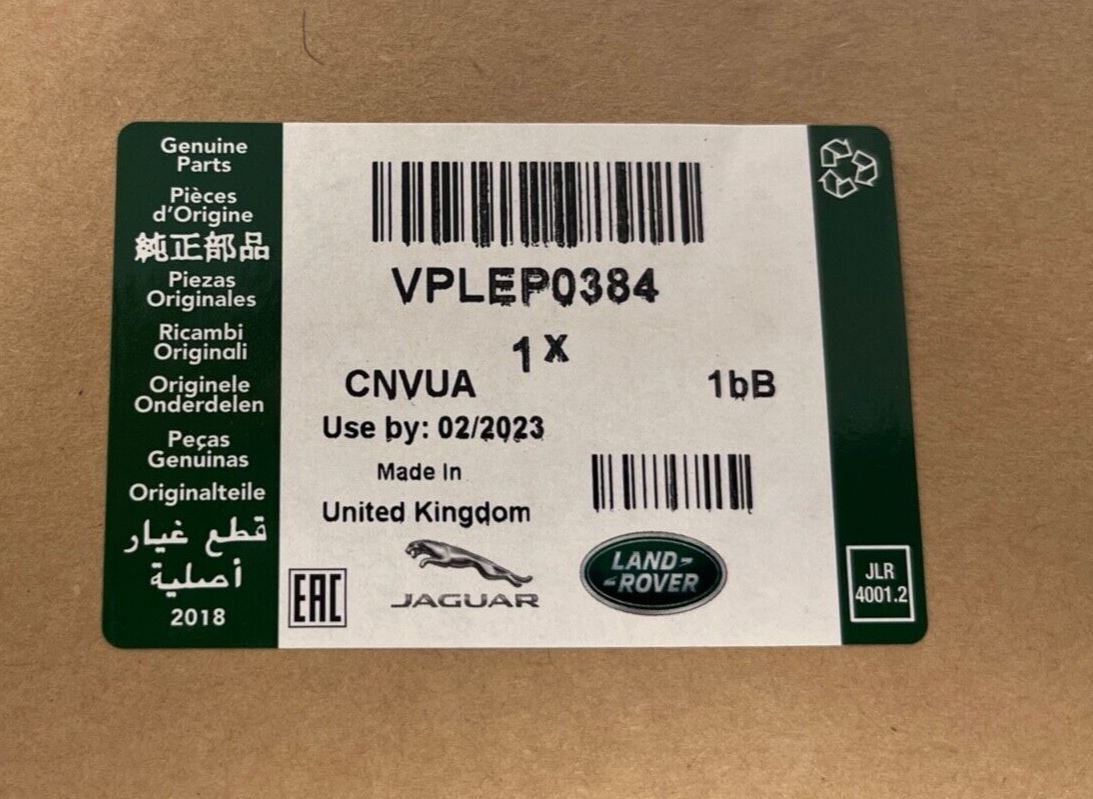 Genuine
Parts
Pièces
d'Origine
純正部品
Piezas
Originales
Ricambi
Originali
Originele
Onderdelen
Peças
Genuinas
Originalteile
قطع غيار
أصلية
2018
VPLEP0384
1 X
CNVUA
1bB
Use by: 02/2023
Made In
United Kingdom
EAC
JAGUAR
LAND-
-ROVER
JLR
4001.2